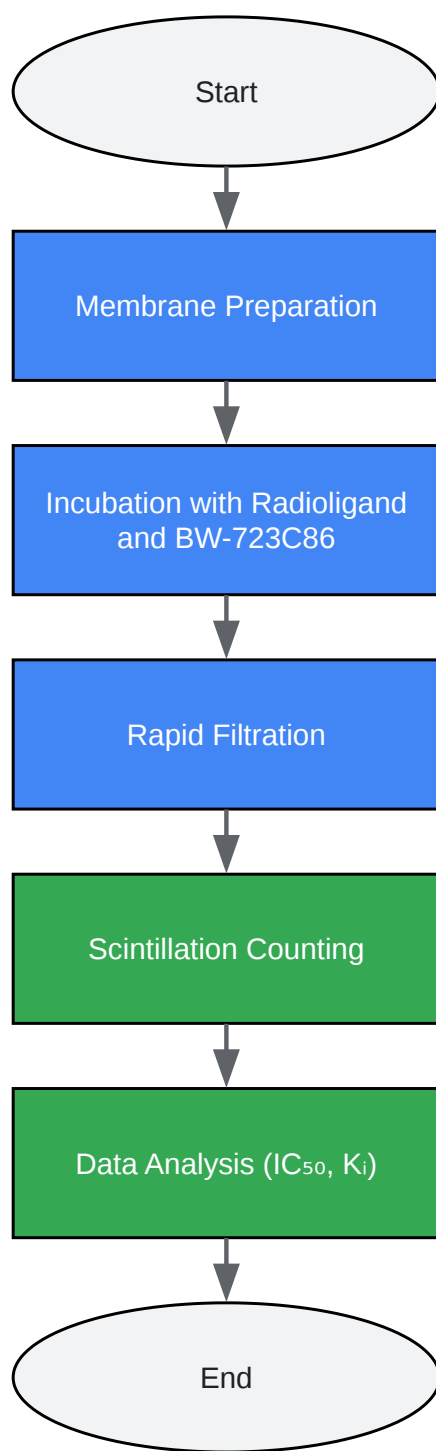 Start
Membrane Preparation
Incubation with Radioligand
and BW-723C86
Rapid Filtration
Scintillation Counting
Data Analysis (IC₅₀, Kᵢ)
End